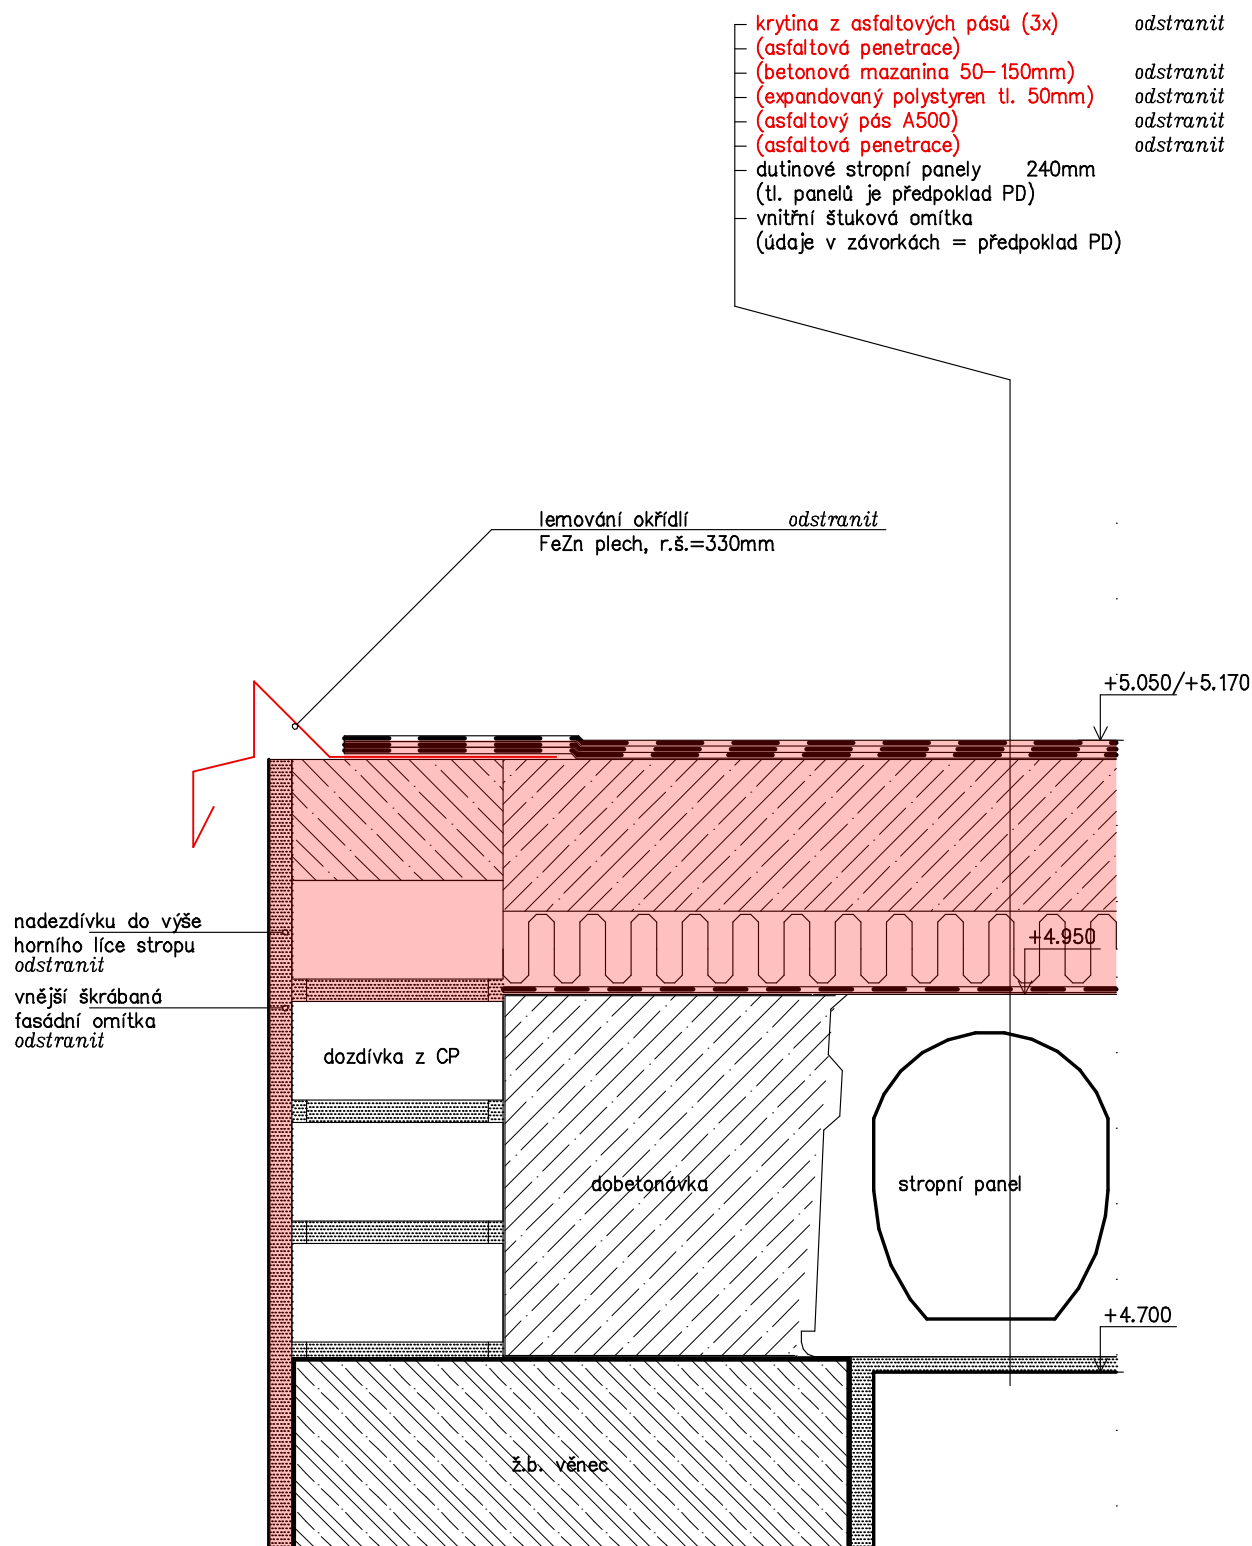 krytina z asfaltových pásů (3x) odstranit
(asfaltová penetrace)
(betonová mazanina 50-150mm) odstranit
(expandovaný polystyren tl. 50mm) odstranit
(asfaltový pás A500) odstranit
(asfaltová penetrace) odstranit
dutinové stropní panely 240mm
(tl. panelů je předpoklad PD)
vnitřní štuková omítka
(údaje v závorkách = předpoklad PD)
lemování okřídlí odstranit
FeZn plech, r.š.=330mm
+5.050/+5.170
nadezdívku do výše
horního líce stropu
odstranit
+4.950
vnější škrábaná
fasádní omítka
odstranit
dozdívka z CP
dobetonávka
stropní panel
+4.700
ž.b. věnec